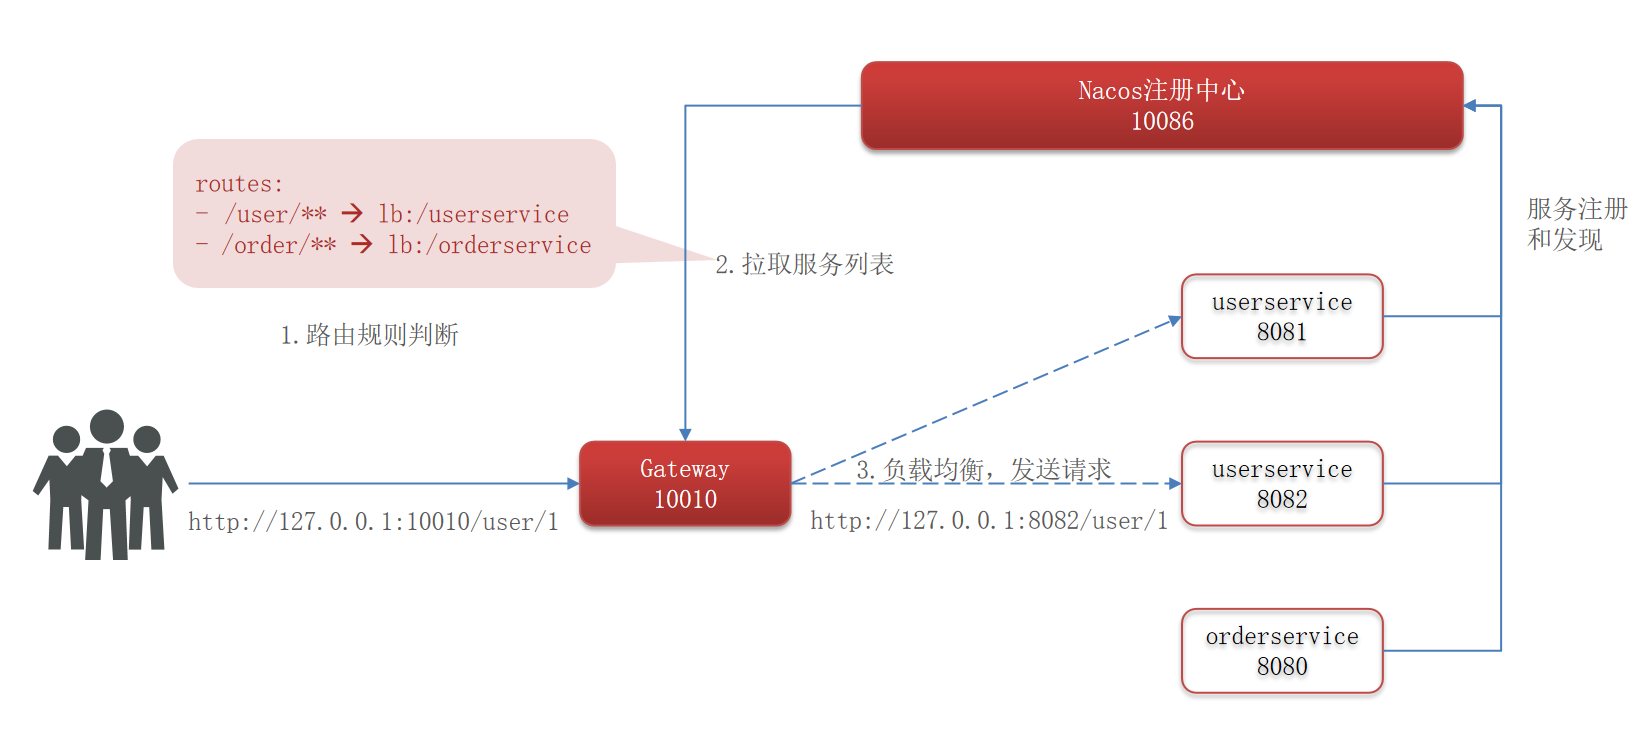 Nacos注册中心
10086
routes:
- /user/** → lb:/userservice
- /order/** → lb:/orderservice
服务注册
和发现
2.拉取服务列表
userservice
8081
1.路由规则判断
Gateway
10010
3.负载均衡，发送请求
userservice
8082
http://127.0.0.1:10010/user/1
http://127.0.0.1:8082/user/1
orderservice
8080